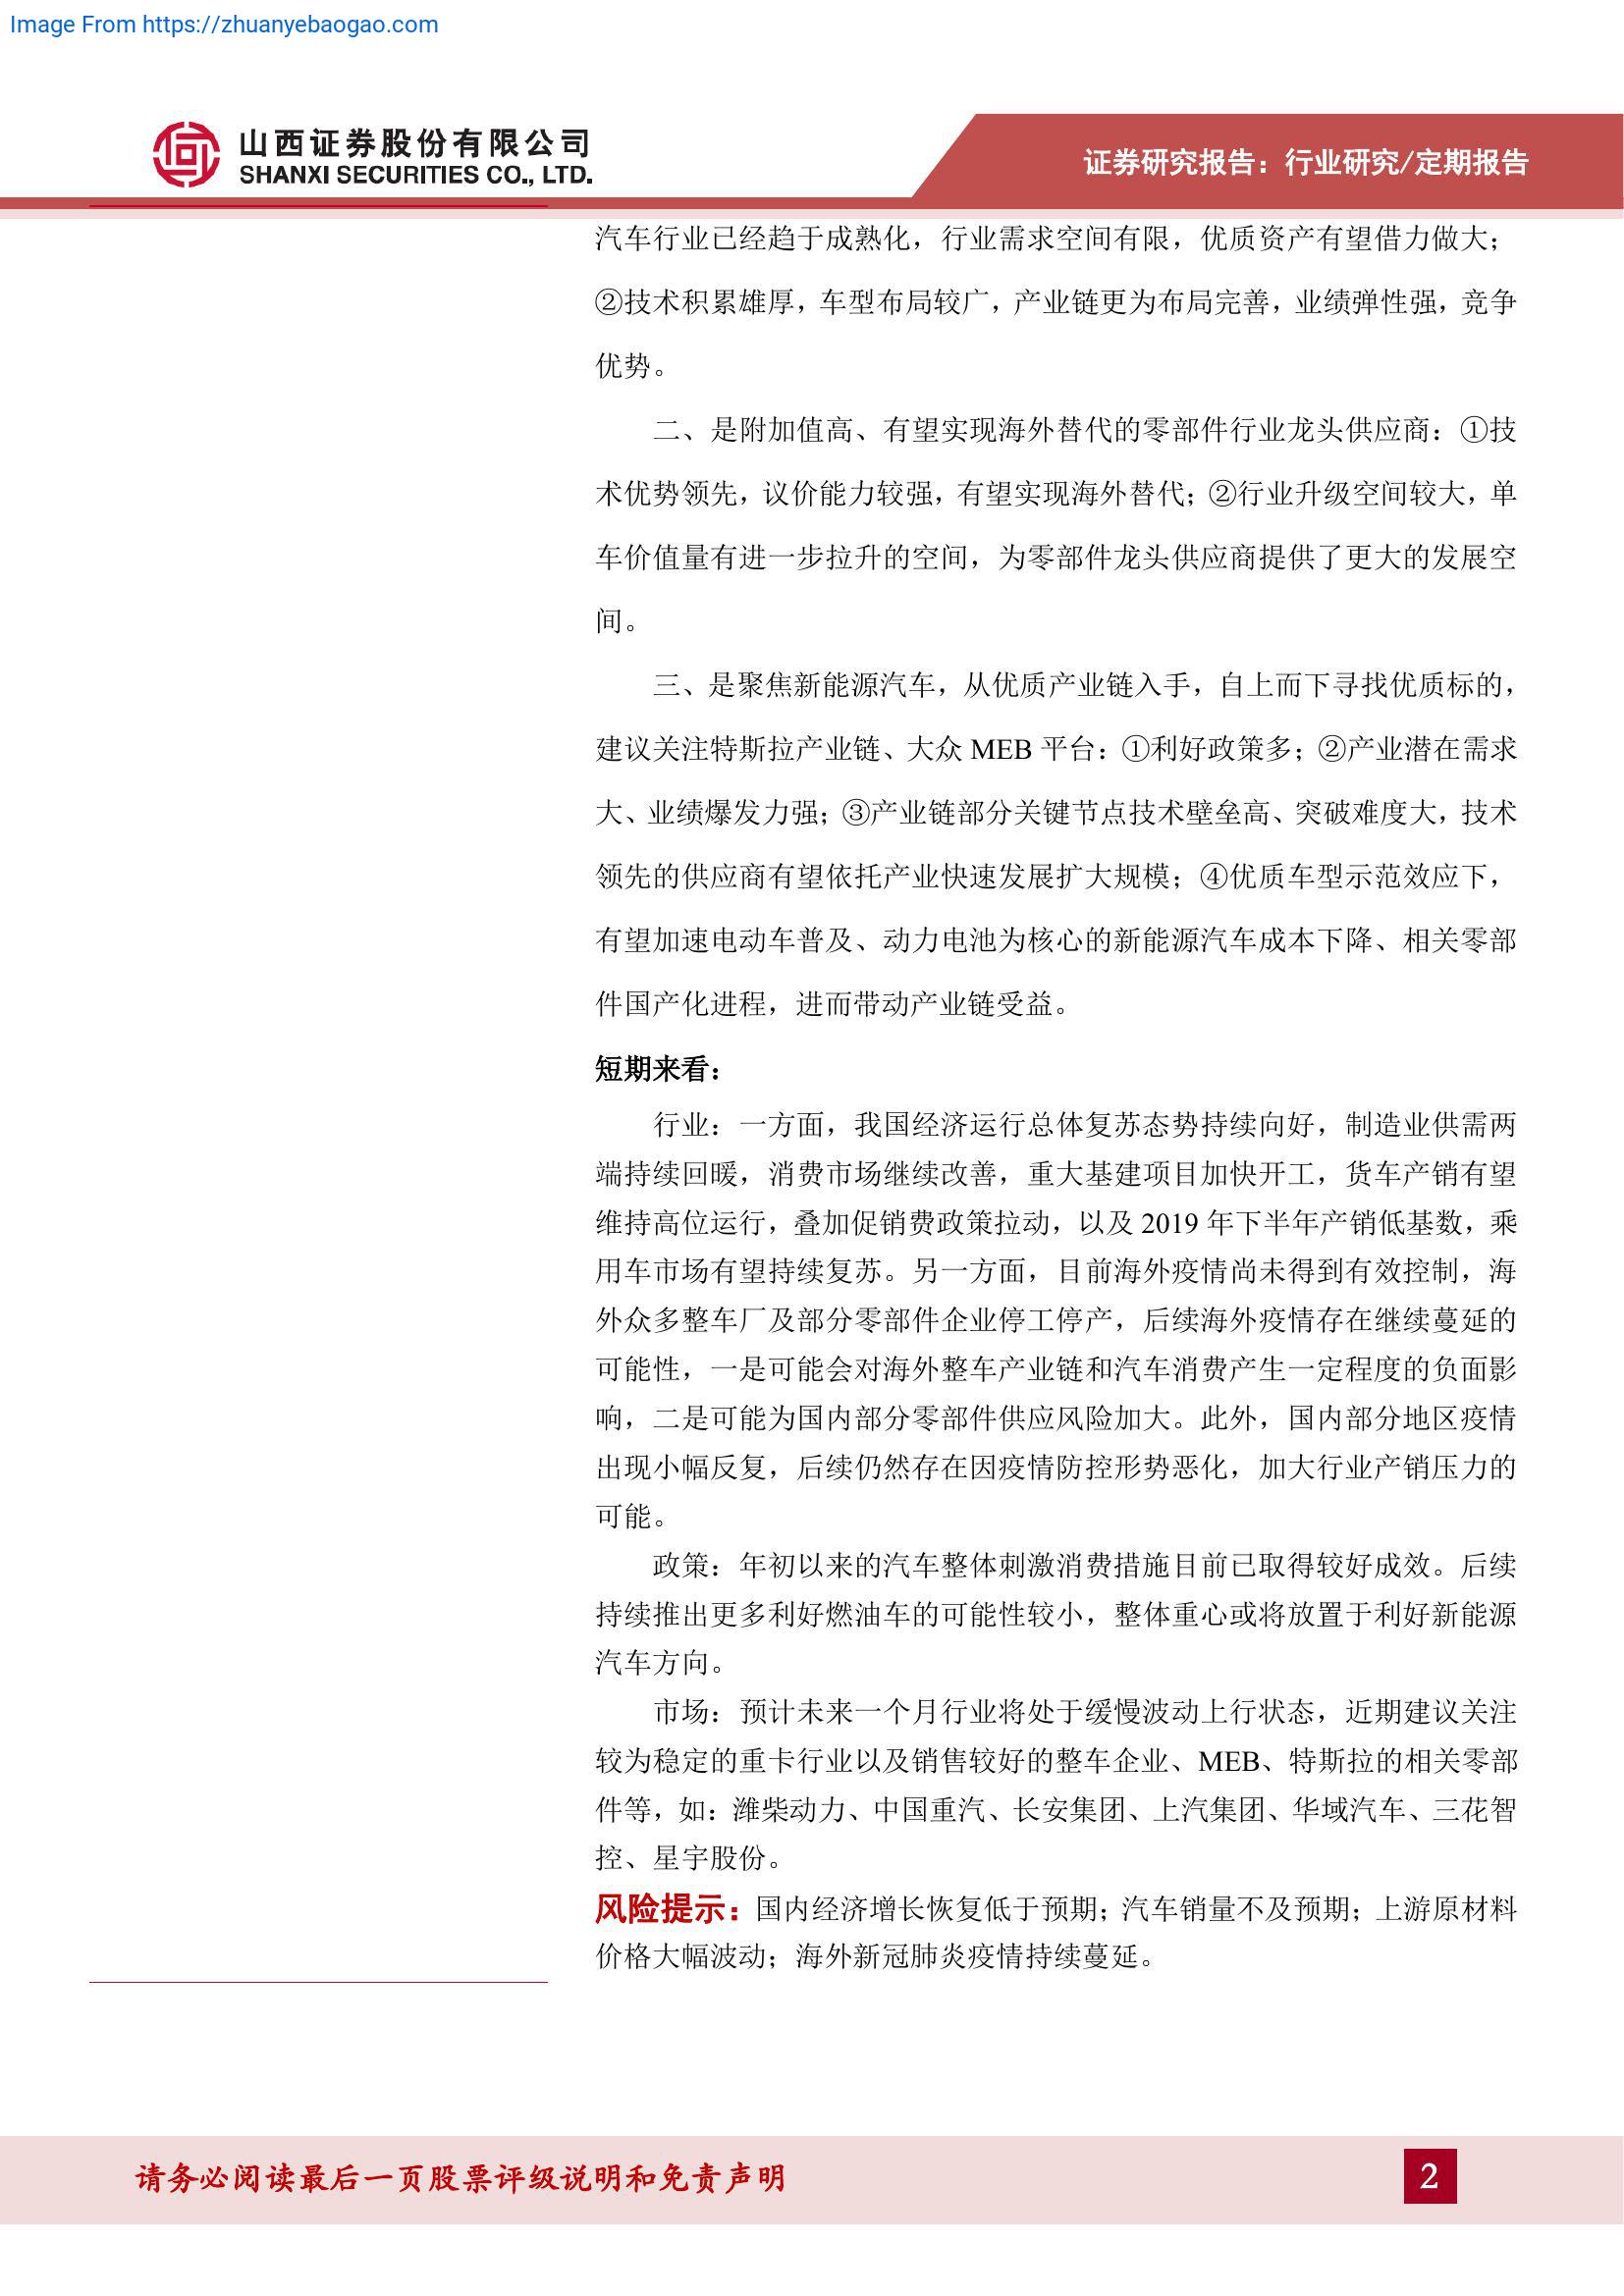 Image From https://zhuanyebaogao.com
山西证券股份有限公司
SHANXI SECURITIES CO., LTD.
证券研究报告：行业研究/定期报告
汽车行业已经趋于成熟化，行业需求空间有限，优质资产有望借力做大；
②技术积累雄厚，车型布局较广，产业链更为布局完善，业绩弹性强，竞争
优势。
二、是附加值高、有望实现海外替代的零部件行业龙头供应商：①技
术优势领先，议价能力较强，有望实现海外替代；②行业升级空间较大，单
车价值量有进一步拉升的空间，为零部件龙头供应商提供了更大的发展空
间。
三、是聚焦新能源汽车，从优质产业链入手，自上而下寻找优质标的，
建议关注特斯拉产业链、大众 MEB 平台：①利好政策多；②产业潜在需求
大、业绩爆发力强；③产业链部分关键节点技术壁垒高、突破难度大，技术
领先的供应商有望依托产业快速发展扩大规模；④优质车型示范效应下，
有望加速电动车普及、动力电池为核心的新能源汽车成本下降、相关零部
件国产化进程，进而带动产业链受益。
短期来看：
行业：一方面，我国经济运行总体复苏态势持续向好，制造业供需两
端持续回暖，消费市场继续改善，重大基建项目加快开工，货车产销有望
维持高位运行，叠加促销费政策拉动，以及 2019 年下半年产销低基数，乘
用车市场有望持续复苏。另一方面，目前海外疫情尚未得到有效控制，海
外众多整车厂及部分零部件企业停工停产，后续海外疫情存在继续蔓延的
可能性，一是可能会对海外整车产业链和汽车消费产生一定程度的负面影
响，二是可能为国内部分零部件供应风险加大。此外，国内部分地区疫情
出现小幅反复，后续仍然存在因疫情防控形势恶化，加大行业产销压力的
可能。
政策：年初以来的汽车整体刺激消费措施目前已取得较好成效。后续
持续推出更多利好燃油车的可能性较小，整体重心或将放置于利好新能源
汽车方向。
市场：预计未来一个月行业将处于缓慢波动上行状态，近期建议关注
较为稳定的重卡行业以及销售较好的整车企业、MEB、特斯拉的相关零部
件等，如：潍柴动力、中国重汽、长安集团、上汽集团、华域汽车、三花智
控、星宇股份。
风险提示：国内经济增长恢复低于预期；汽车销量不及预期；上游原材料
价格大幅波动；海外新冠肺炎疫情持续蔓延。
请务必阅读最后一页股票评级说明和免责声明
2